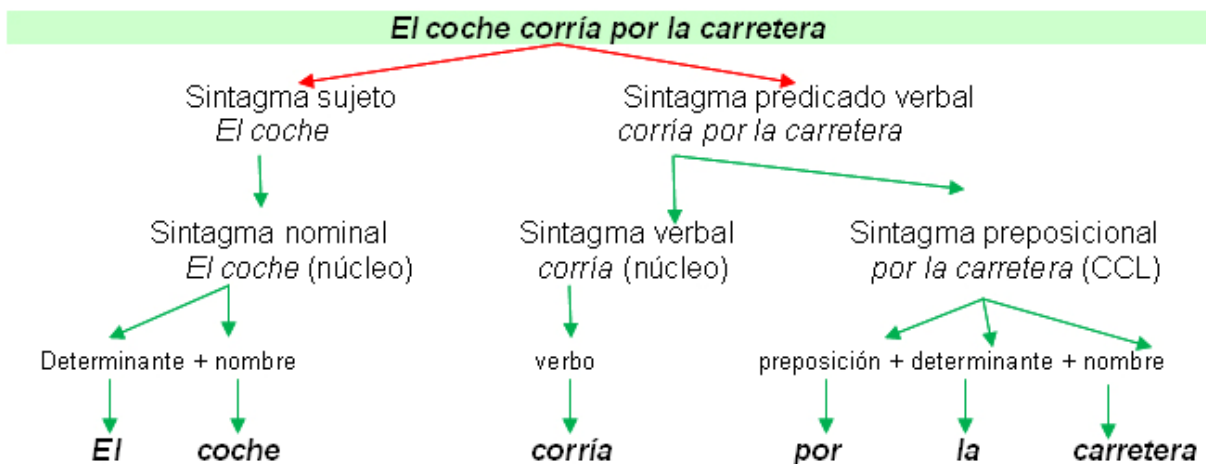 El coche corría por la carretera
Sintagma sujeto
El coche
Sintagma predicado verbal
corría por la carretera
Sintagma nominal
El coche (núcleo)
Sintagma verbal
corría (núcleo)
Sintagma preposicional
por la carretera (CCL)
Determinante + nombre
verbo
preposición + determinante + nombre
El coche corría por la carretera